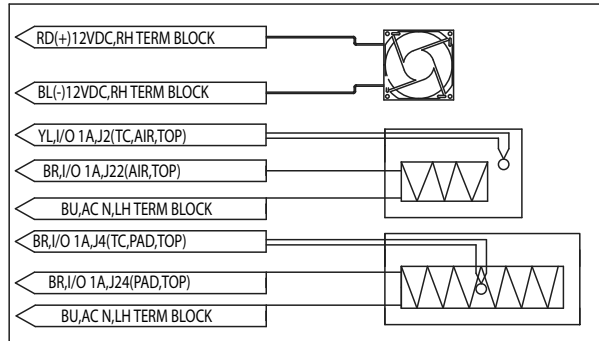 RD(+)12VDC,RH TERM BLOCK
BL(-)12VDC,RH TERM BLOCK
YL,I/O 1A,J2(TC,AIR,TOP)
BR,I/O 1A,J22(AIR,TOP)
BU,AC N,LH TERM BLOCK
BR,I/O 1A,J4(TC,PAD,TOP)
BR,I/O 1A,J24(PAD,TOP)
BU,AC N,LH TERM BLOCK